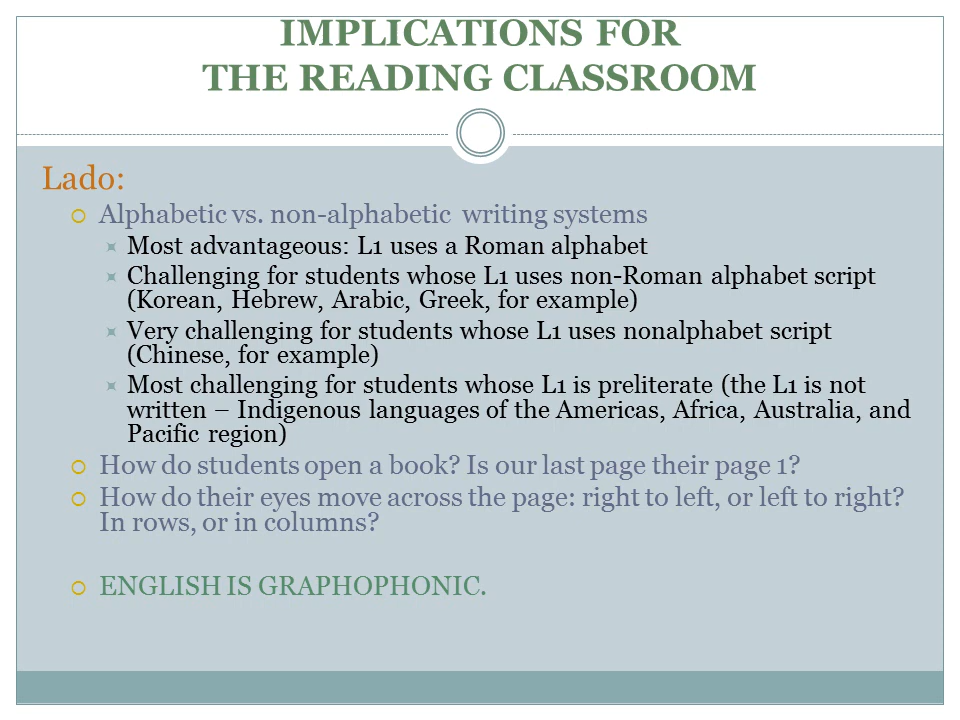 IMPLICATIONS FOR
THE READING CLASSROOM
Lado:
Alphabetic vs. non-alphabetic writing systems
Most advantageous: L1 uses a Roman alphabet
Challenging for students whose L1 uses non-Roman alphabet script
(Korean, Hebrew, Arabic, Greek, for example)
Very challenging for students whose L1 uses nonalphabet script
(Chinese, for example)
Most challenging for students whose L1 is preliterate (the L1 is not
written – Indigenous languages of the Americas, Africa, Australia, and
Pacific region)
How do students open a book? Is our last page their page 1?
How do their eyes move across the page: right to left, or left to right?
In rows, or in columns?
ENGLISH IS GRAPHOPHONIC.